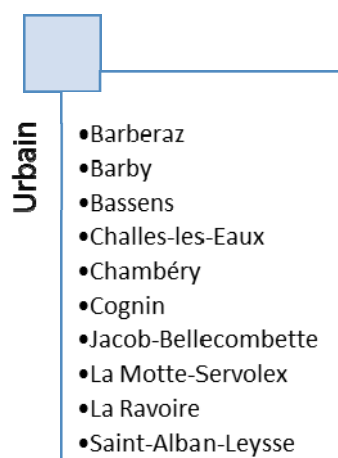 Urbain
•Barberaz
•Barby
•Bassens
•Challes-les-Eaux
•Chambéry
•Cognin
•Jacob-Bellecombette
•La Motte-Servolex
•La Ravoire
•Saint-Alban-Leysse